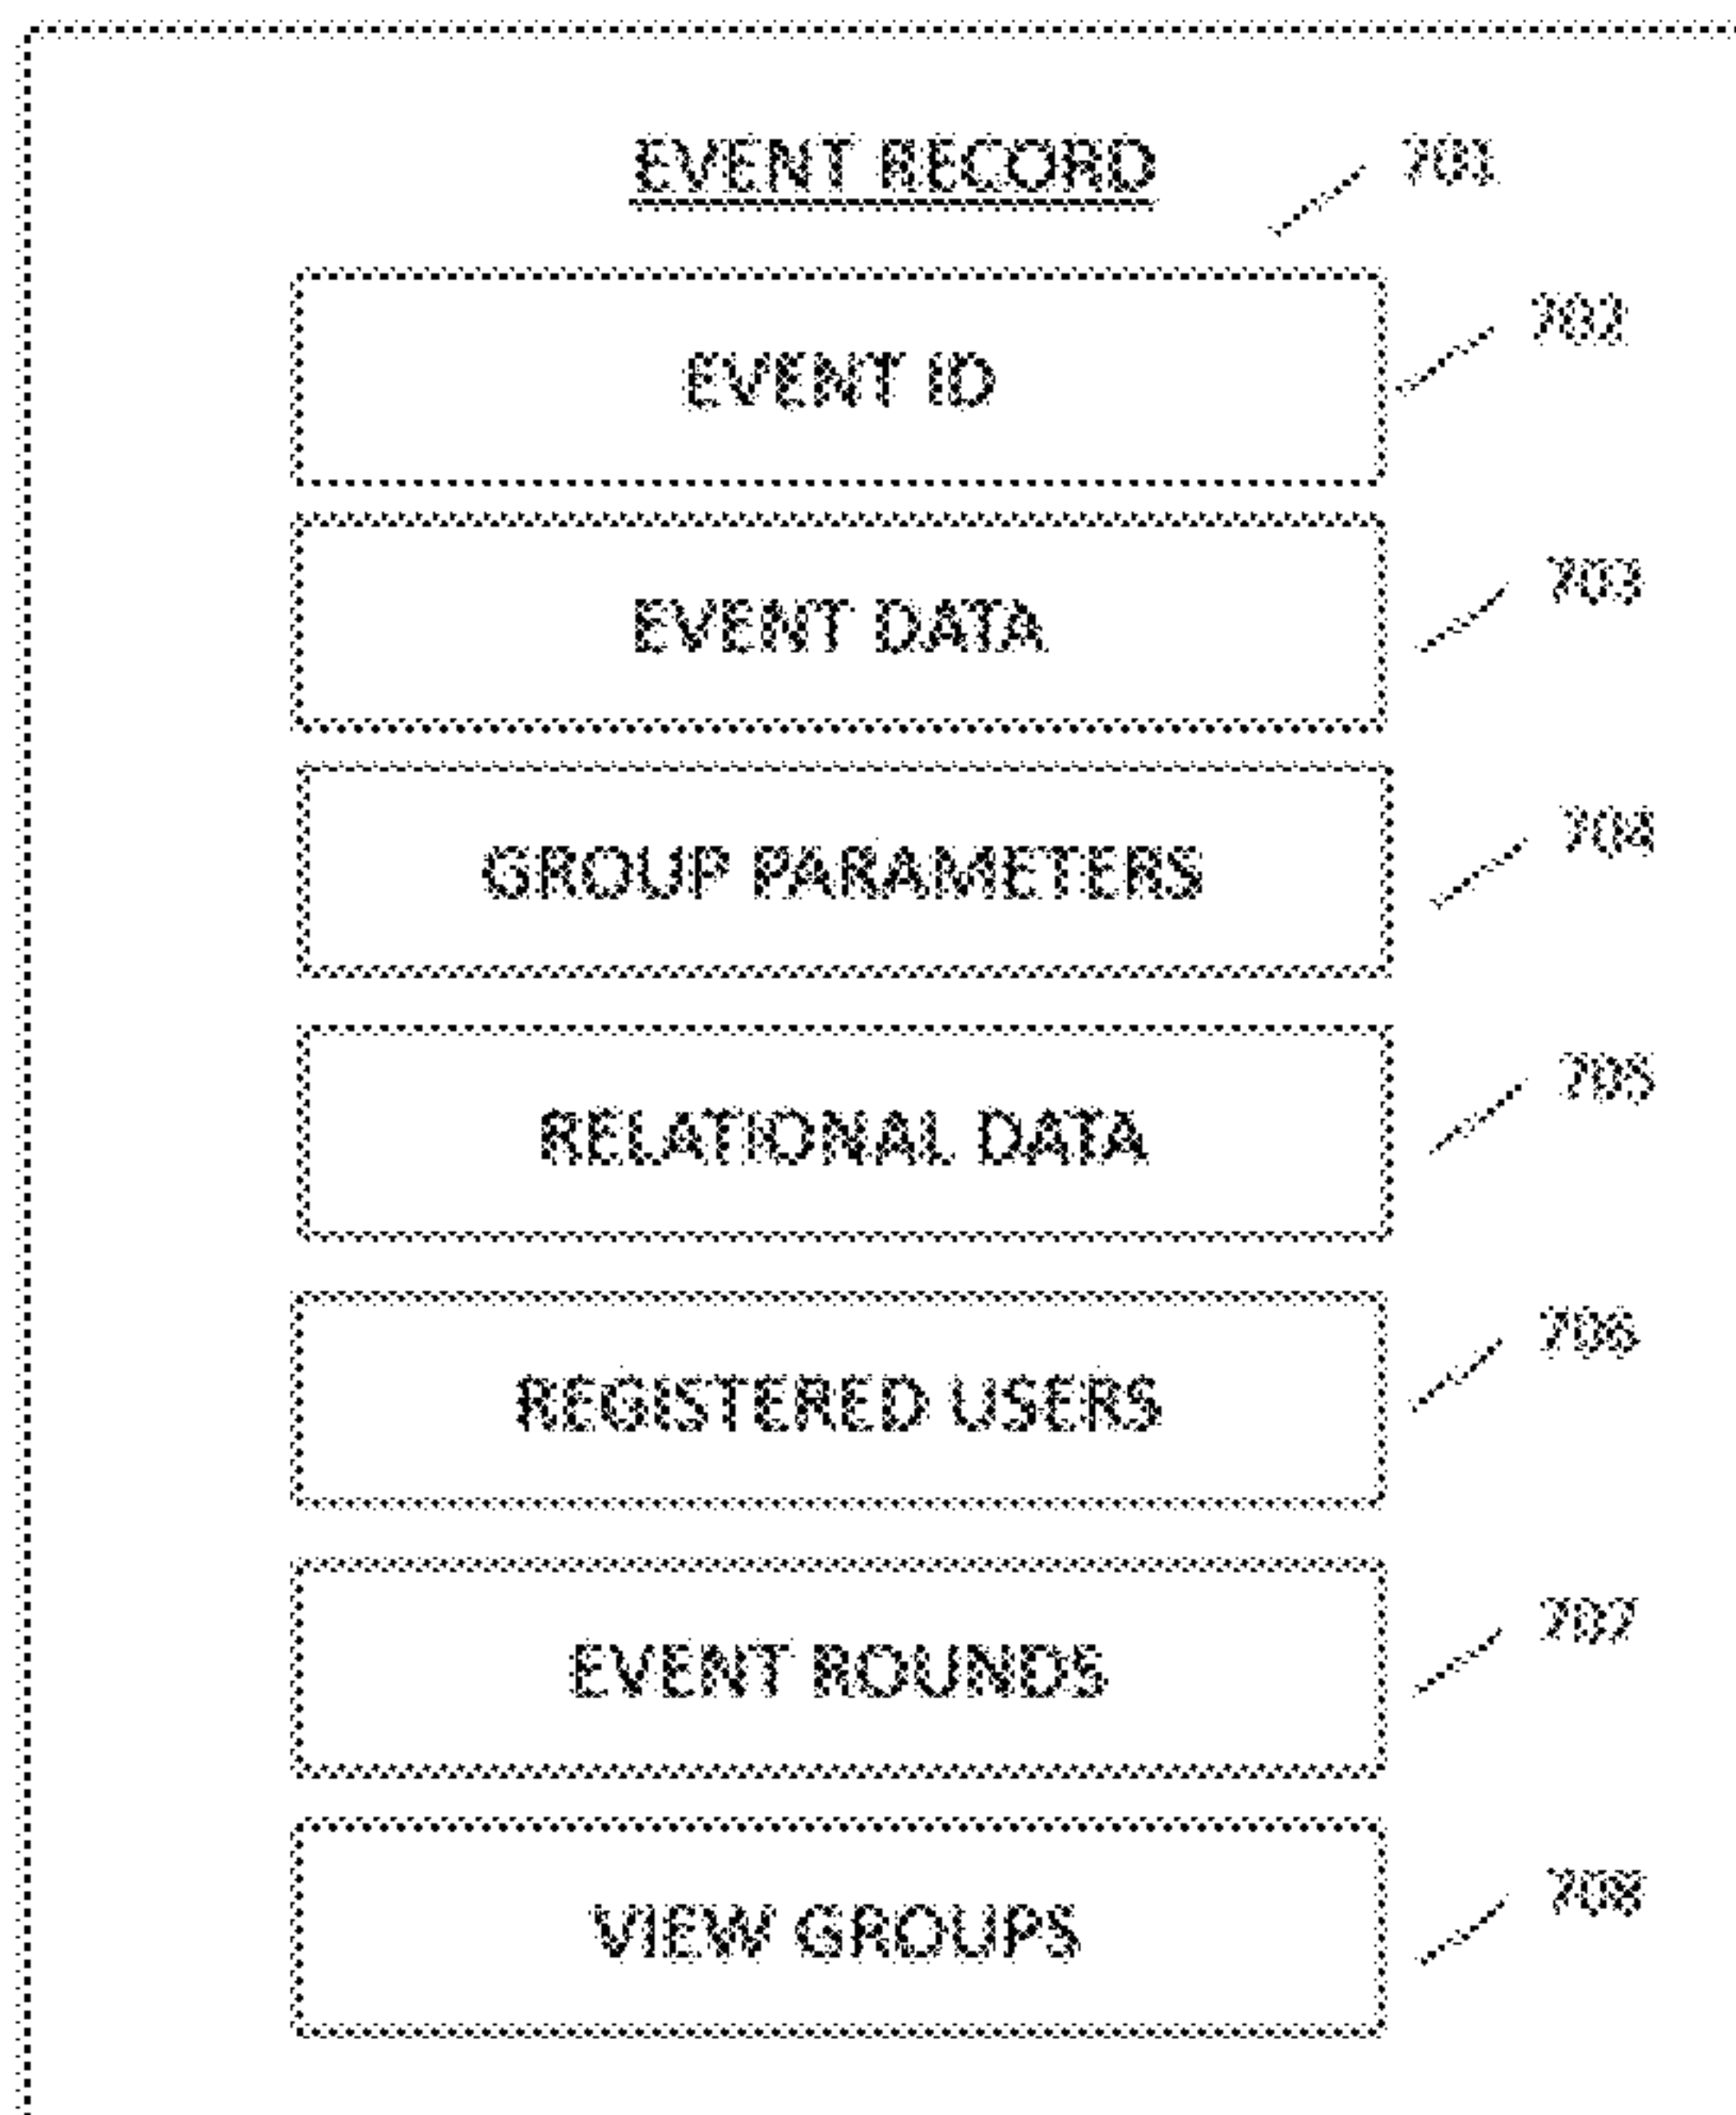 EVENT RECORD 701
EVENT ID 702
EVENT DATA 703
GROUP PARAMETERS 704
RELATIONAL DATA 705
REGISTERED USERS 706
EVENT ROUNDS 707
VIEW GROUPS 708